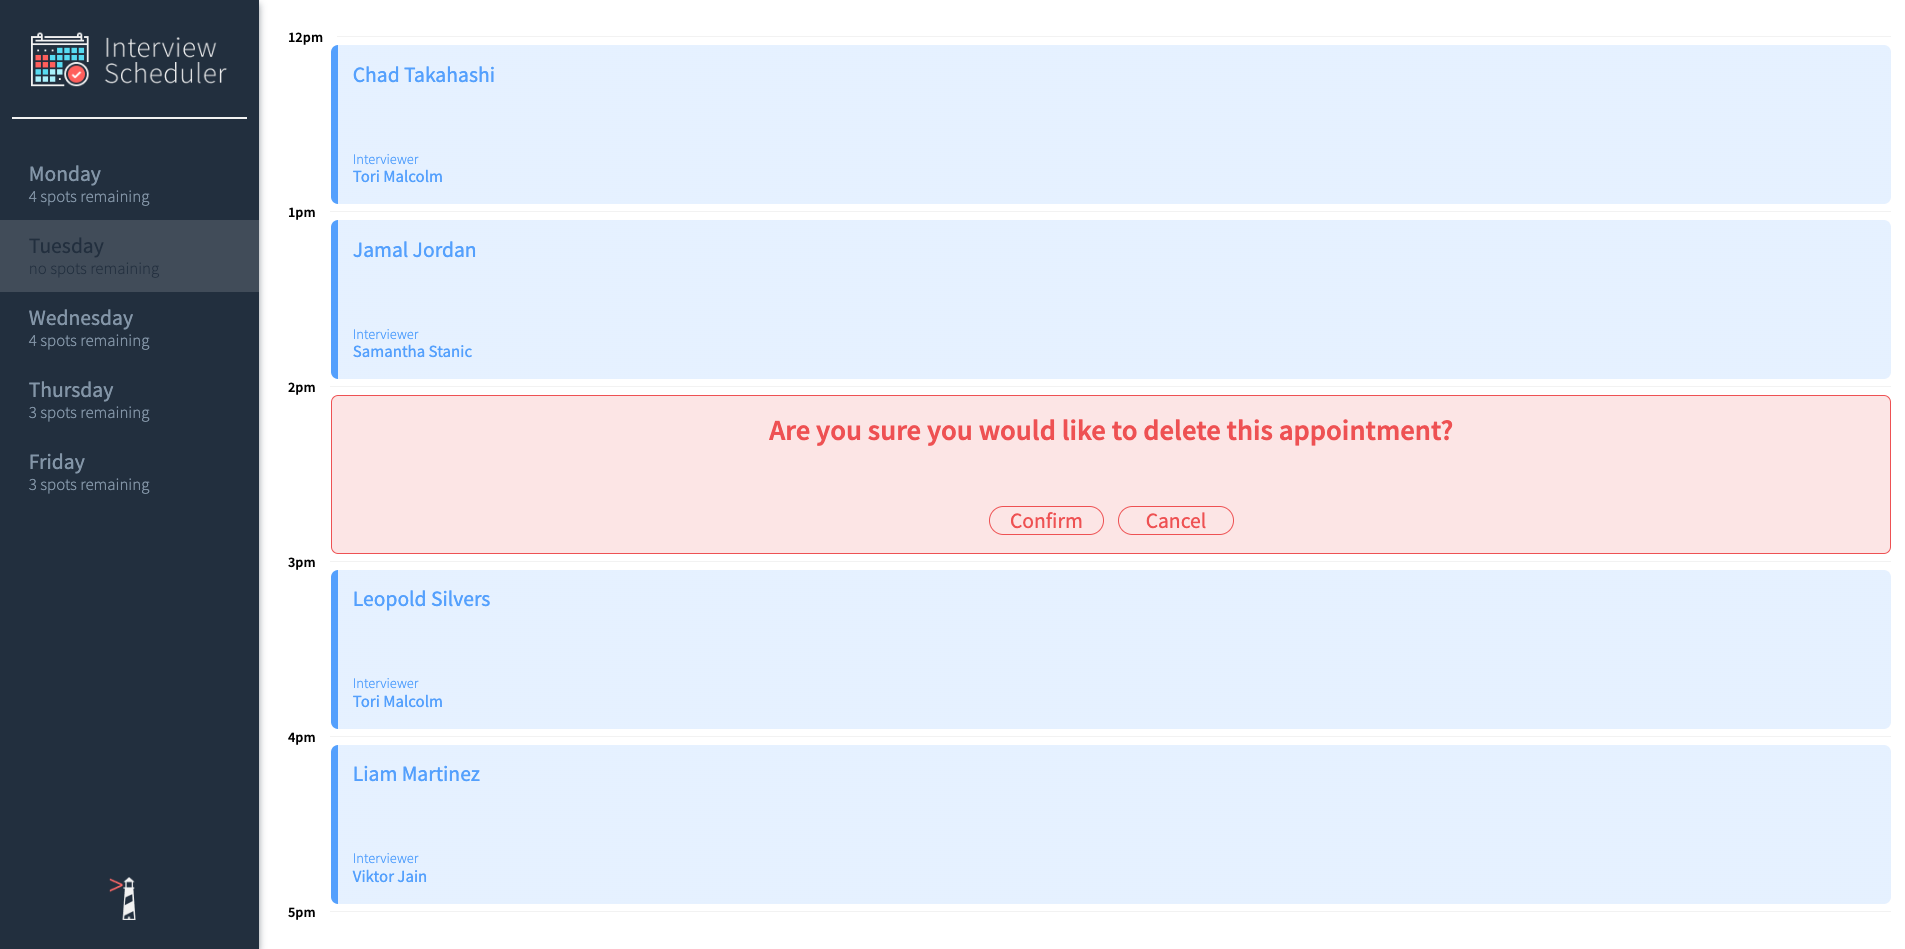 Interview
Scheduler
Monday
4 spots remaining
Tuesday
no spots remaining
Wednesday
4 spots remaining
Thursday
3 spots remaining
Friday
3 spots remaining
12pm
Chad Takahashi
Interviewer
Tori Malcolm
1pm
Jamal Jordan
Interviewer
Samantha Stanic
2pm
Are you sure you would like to delete this appointment?
Confirm Cancel
3pm
Leopold Silvers
Interviewer
Tori Malcolm
4pm
Liam Martinez
Interviewer
Viktor Jain
5pm